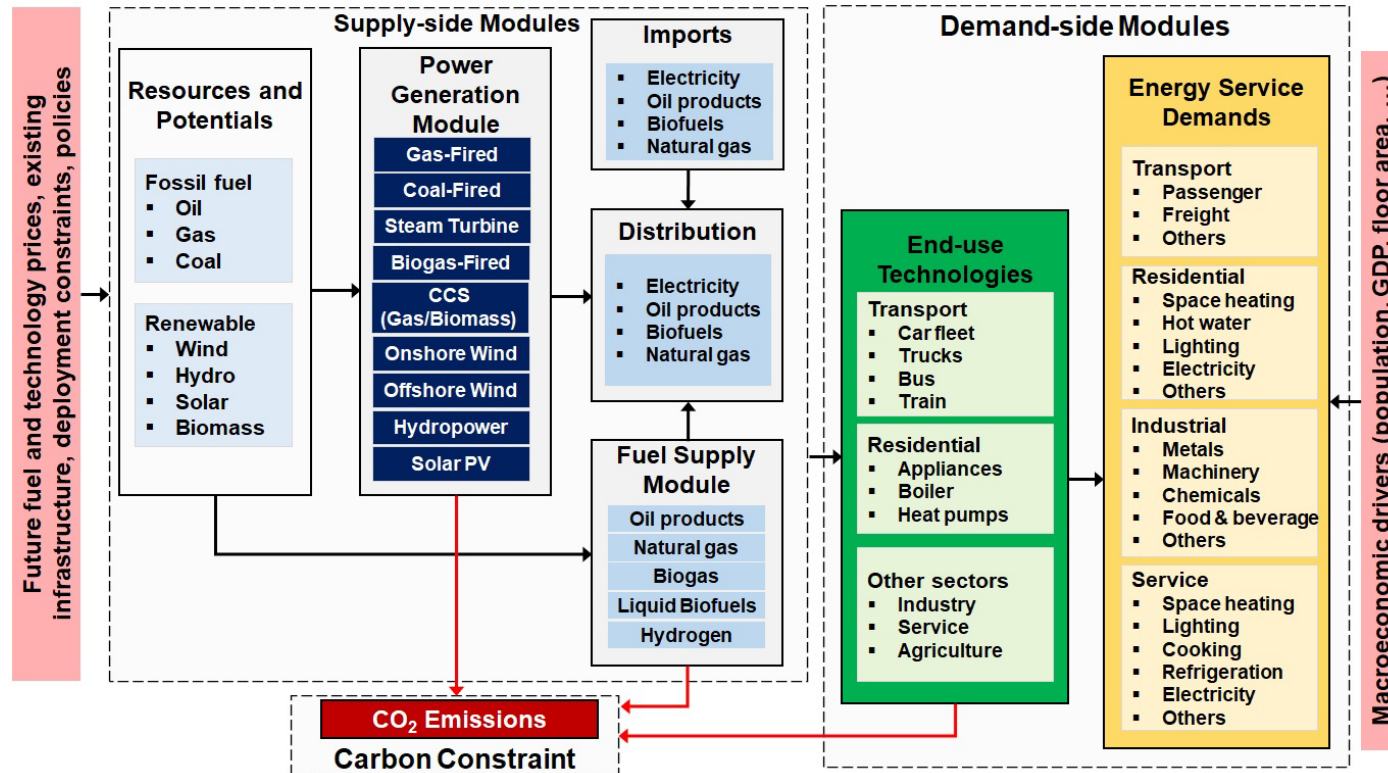 Future fuel and technology prices, existing
infrastructure, deployment constraints, policies
Supply-side Modules
Resources and
Potentials
Fossil fuel
▪ Oil
▪ Gas
▪ Coal
Renewable
▪ Wind
▪ Hydro
▪ Solar
▪ Biomass
Power
Generation
Module
Gas-Fired
Coal-Fired
Steam Turbine
Biogas-Fired
CCS
(Gas/Biomass)
Onshore Wind
Offshore Wind
Hydropower
Solar PV
Imports
▪ Electricity
▪ Oil products
▪ Biofuels
▪ Natural gas
Distribution
▪ Electricity
▪ Oil products
▪ Biofuels
▪ Natural gas
Fuel Supply
Module
Oil products
Natural gas
Biogas
Liquid Biofuels
Hydrogen
CO₂ Emissions
Carbon Constraint
Demand-side Modules
End-use
Technologies
Transport
▪ Car fleet
▪ Trucks
▪ Bus
▪ Train
Residential
▪ Appliances
▪ Boiler
▪ Heat pumps
Other sectors
▪ Industry
▪ Service
▪ Agriculture
Energy Service
Demands
Transport
▪ Passenger
▪ Freight
▪ Others
Residential
▪ Space heating
▪ Hot water
▪ Lighting
▪ Electricity
▪ Others
Industrial
▪ Metals
▪ Machinery
▪ Chemicals
▪ Food & beverage
▪ Others
Service
▪ Space heating
▪ Lighting
▪ Cooking
▪ Refrigeration
▪ Electricity
▪ Others
Macroeconomic drivers (population, GDP, floor area, ...)